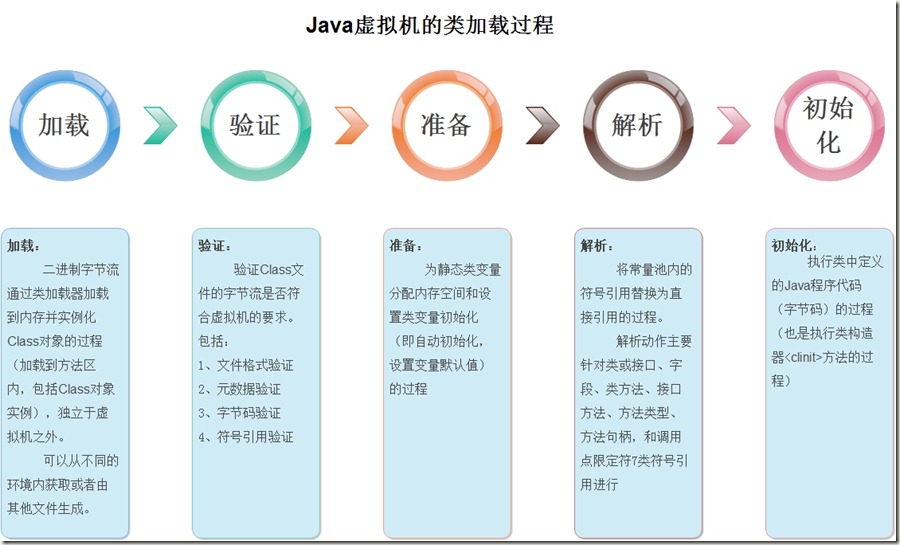 Java虚拟机的类加载过程
加载
验证
准备
解析
初始
化
加载：
二进制字节流
通过类加载器加载
到内存并实例化
Class对象的过程
（加载到方法区
内，包括Class对象
实例），独立于虚
拟机之外。
可以从不同的
环境内获取或者由
其他文件生成。
验证：
验证Class文
件的字节流是否符
合虚拟机的要求。
包括：
1、文件格式验证
2、元数据验证
3、字节码验证
4、符号引用验证
准备：
为静态类变量
分配内存空间和设
置类变量初始化
（即自动初始化，
设置变量默认值）
的过程
解析：
将常量池内的
符号引用替换为直
接引用的过程。
解析动作主要
针对类或接口、字
段、类方法、接口
方法、方法类型、
方法句柄，和调用
点限定符7类符号引
用进行
初始化：
执行类中定义
的Java程序代码
（字节码）的过程
（也是执行类构造
器<clinit>方法的过
程）